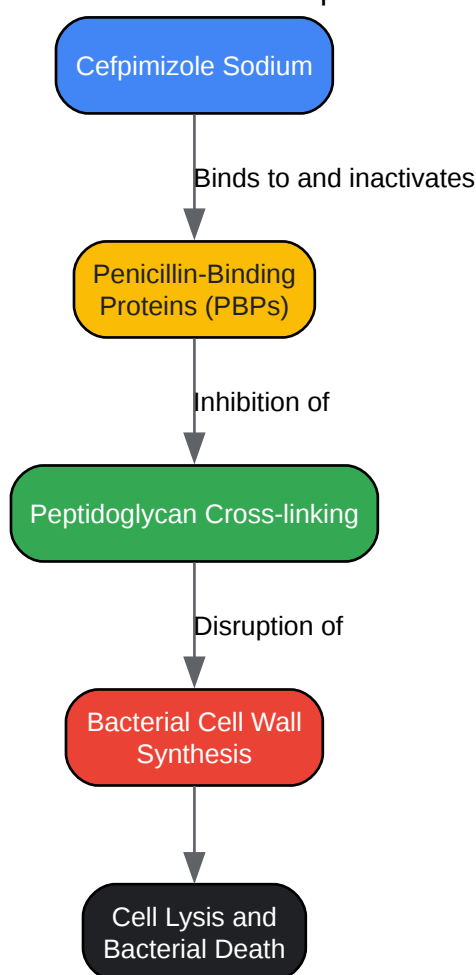 Cefpimizole Sodium
Binds to and inactivates
Penicillin-Binding
Proteins (PBPs)
Inhibition of
Peptidoglycan Cross-linking
Disruption of
Bacterial Cell Wall
Synthesis
Cell Lysis and
Bacterial Death